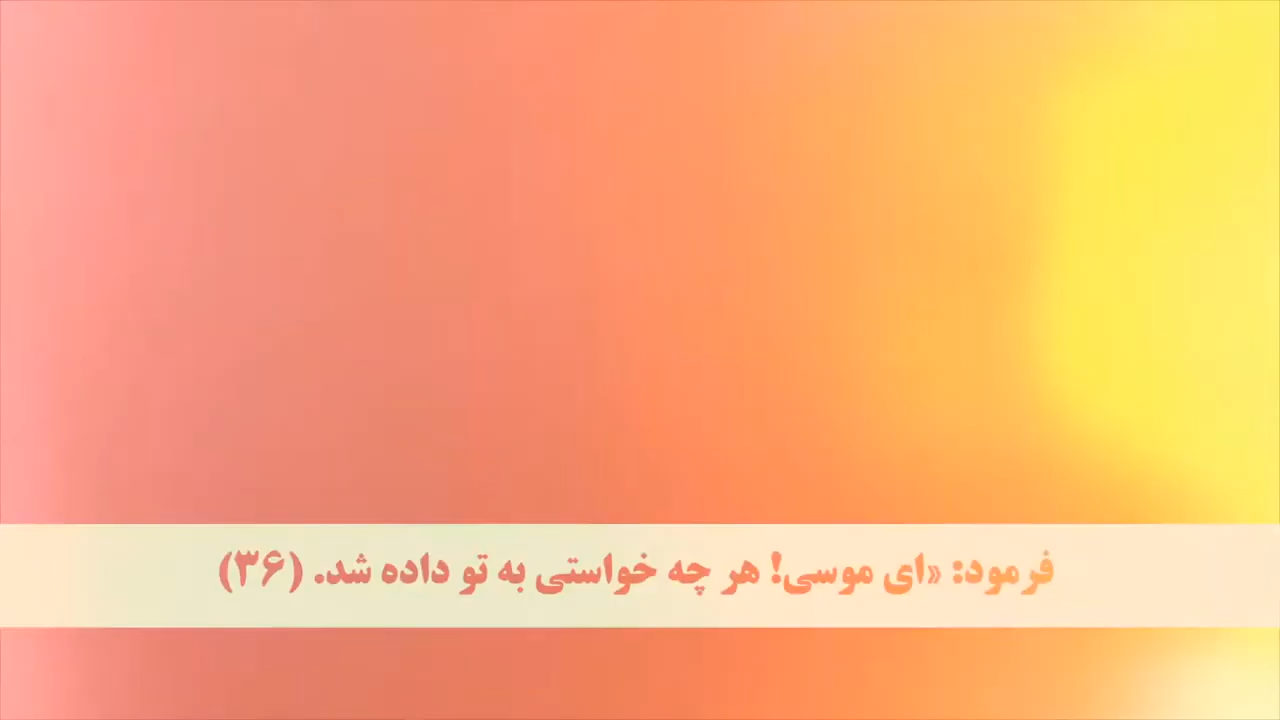 فرمود: «ای موسی! هر چه خواستی به تو داده شد. (۳۶)